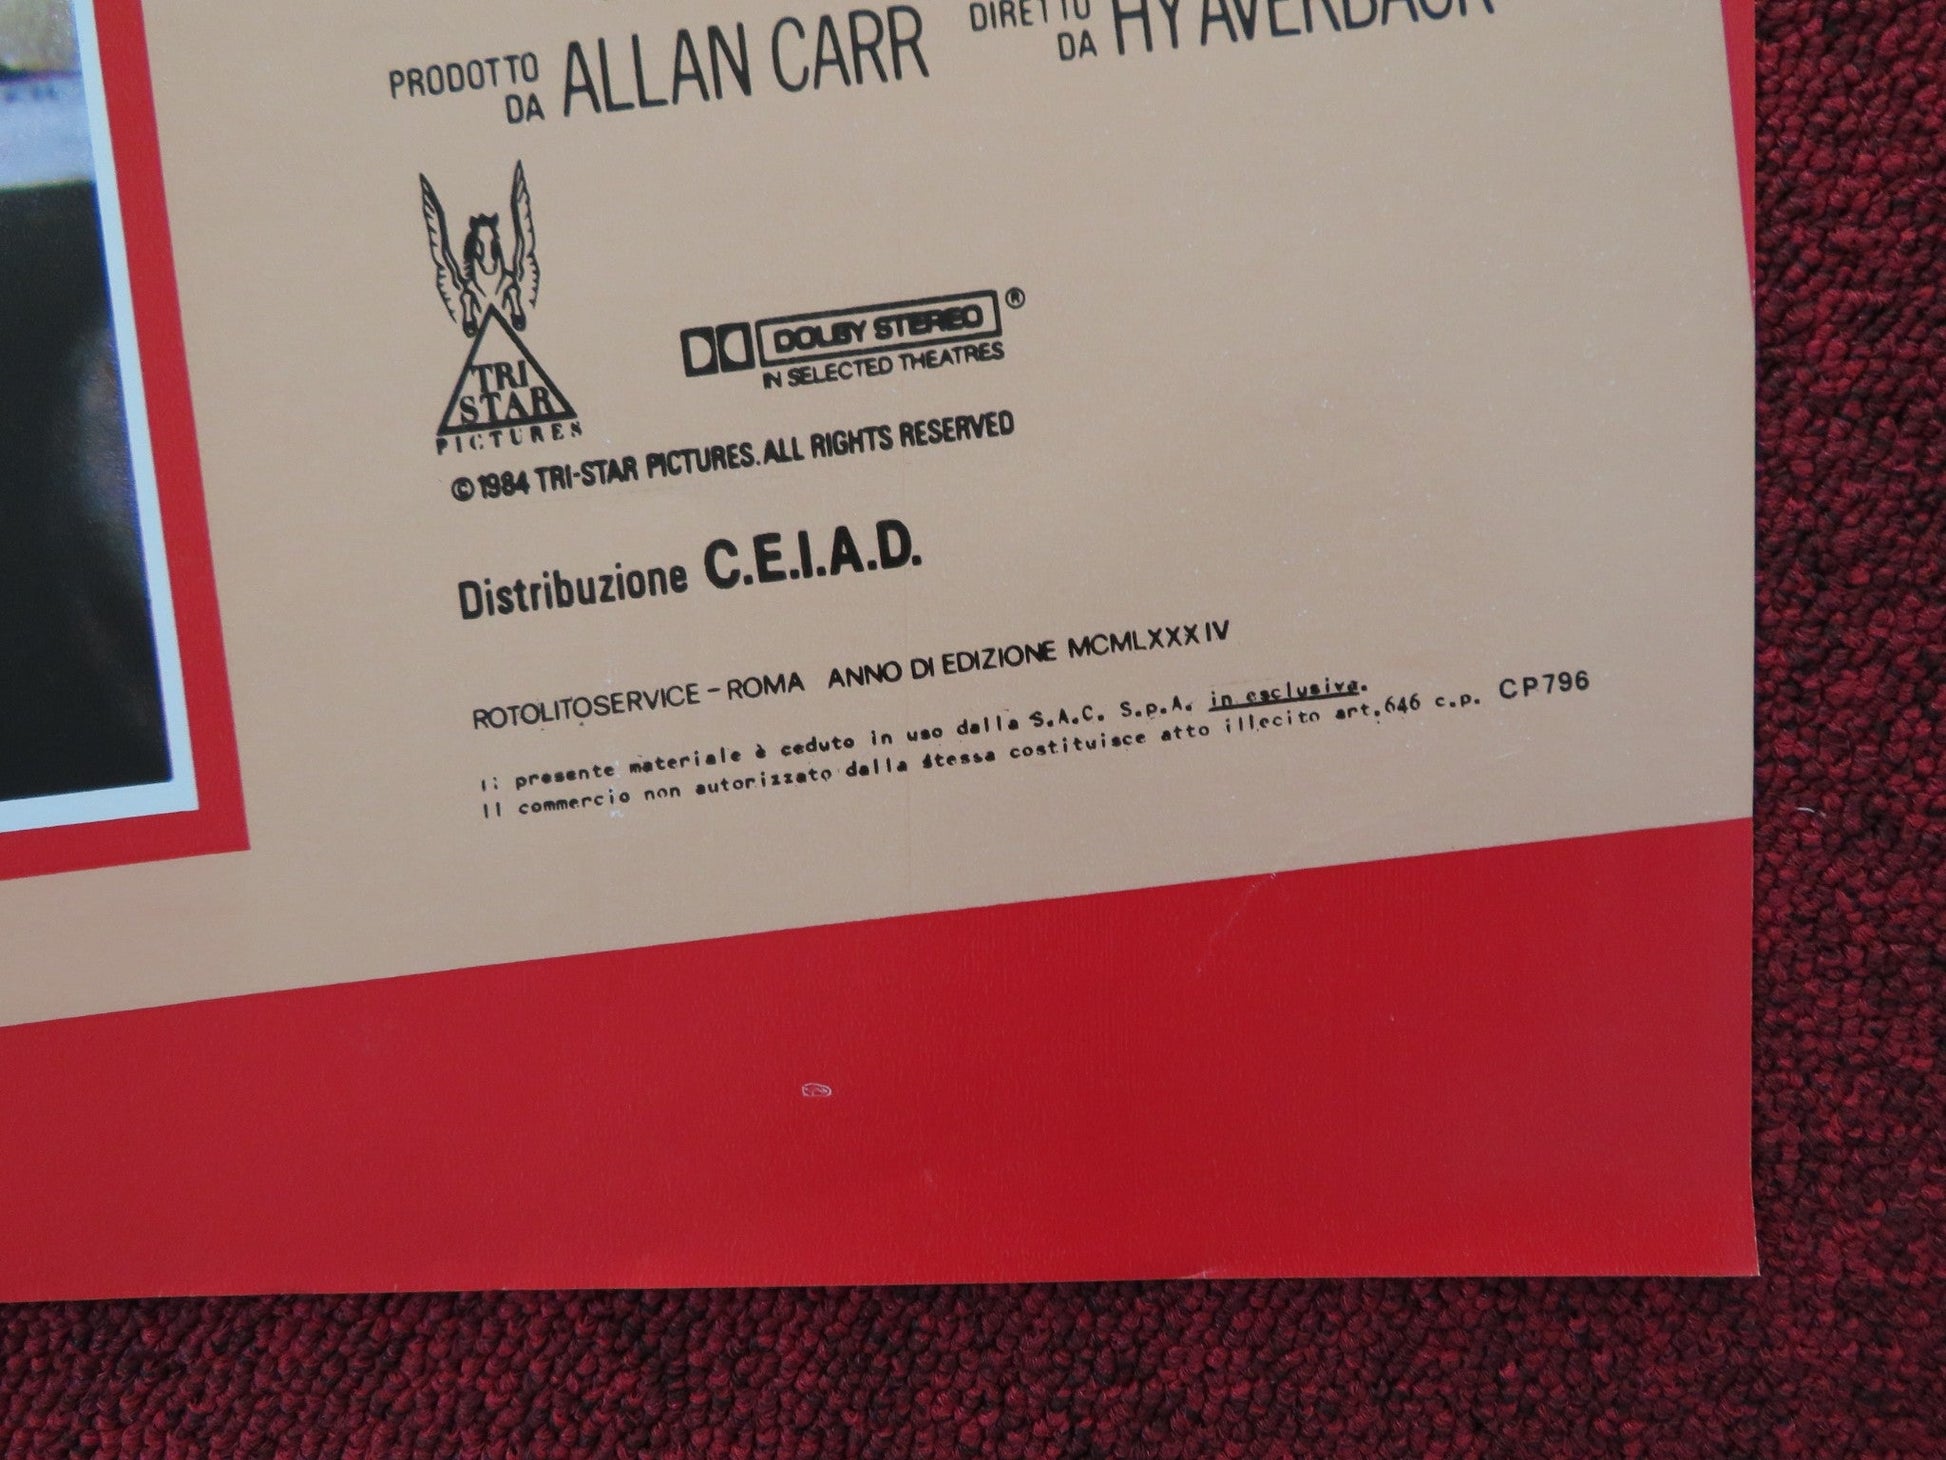 PRODOTTO DA ALLAN CARR DIRETTO DA HY AVERBACK
TRI
STAR
PICTURES
DOLBY STEREO ®
IN SELECTED THEATRES
© 1984 TRI-STAR PICTURES. ALL RIGHTS RESERVED
Distribuzione C.E.I.A.D.
ROTOLITOSERVICE - ROMA ANNO DI EDIZIONE MCMLXXXIV
Il presente materiale è ceduto in uso dalla S.A.C. S.p.A. in esclusiva.
Il commercio non autorizzato dalla stessa costituisce atto illecito art.646 c.p. CP796